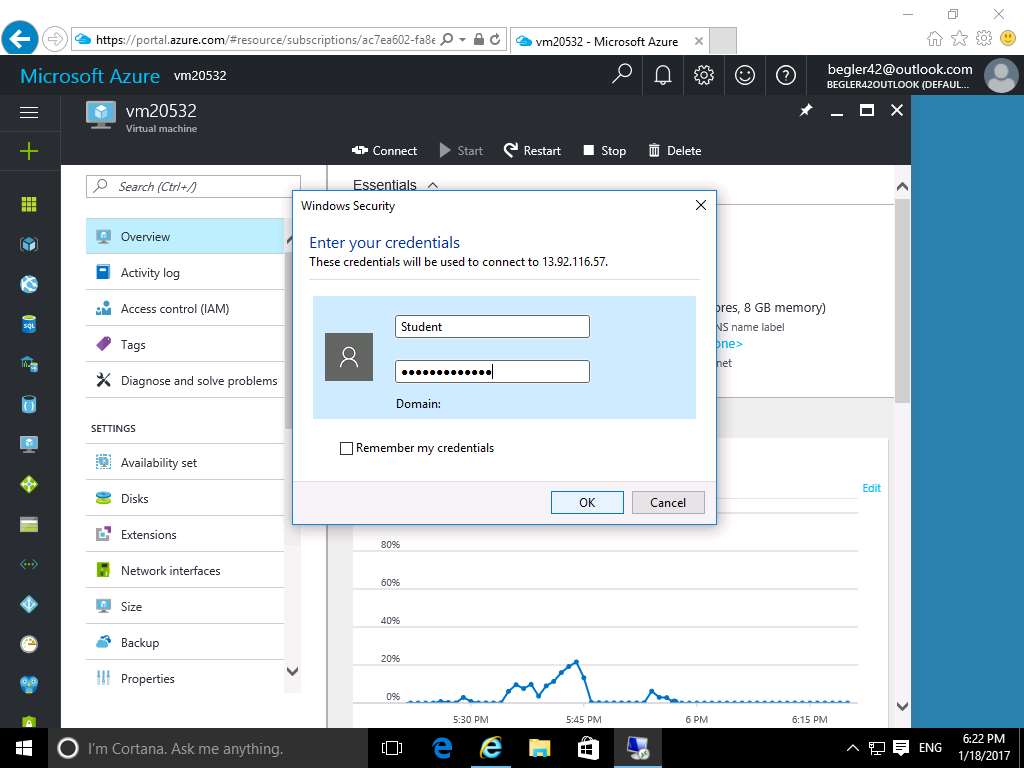 https://portal.azure.com/#resource/subscriptions/ac7ea602-fa8e
vm20532 - Microsoft Azure
Microsoft Azure vm20532
begler42@outlook.com
BEGLER42OUTLOOK (DEFAUL...
vm20532
Virtual machine
Connect Start Restart Stop Delete
Search (Ctrl+/)
Essentials
Overview
Activity log
Access control (IAM)
Tags
Diagnose and solve problems
SETTINGS
Availability set
Disks
Extensions
Network interfaces
Size
Backup
Properties
SQL
Windows Security
Enter your credentials
These credentials will be used to connect to 13.92.116.57.
Student
Domain:
Remember my credentials
OK Cancel
ores, 8 GB memory)
NS name label
one>
net
Edit
80%
60%
40%
20%
0%
5:30 PM 5:45 PM 6 PM 6:15 PM
I'm Cortana. Ask me anything.
ENG
6:22 PM
1/18/2017